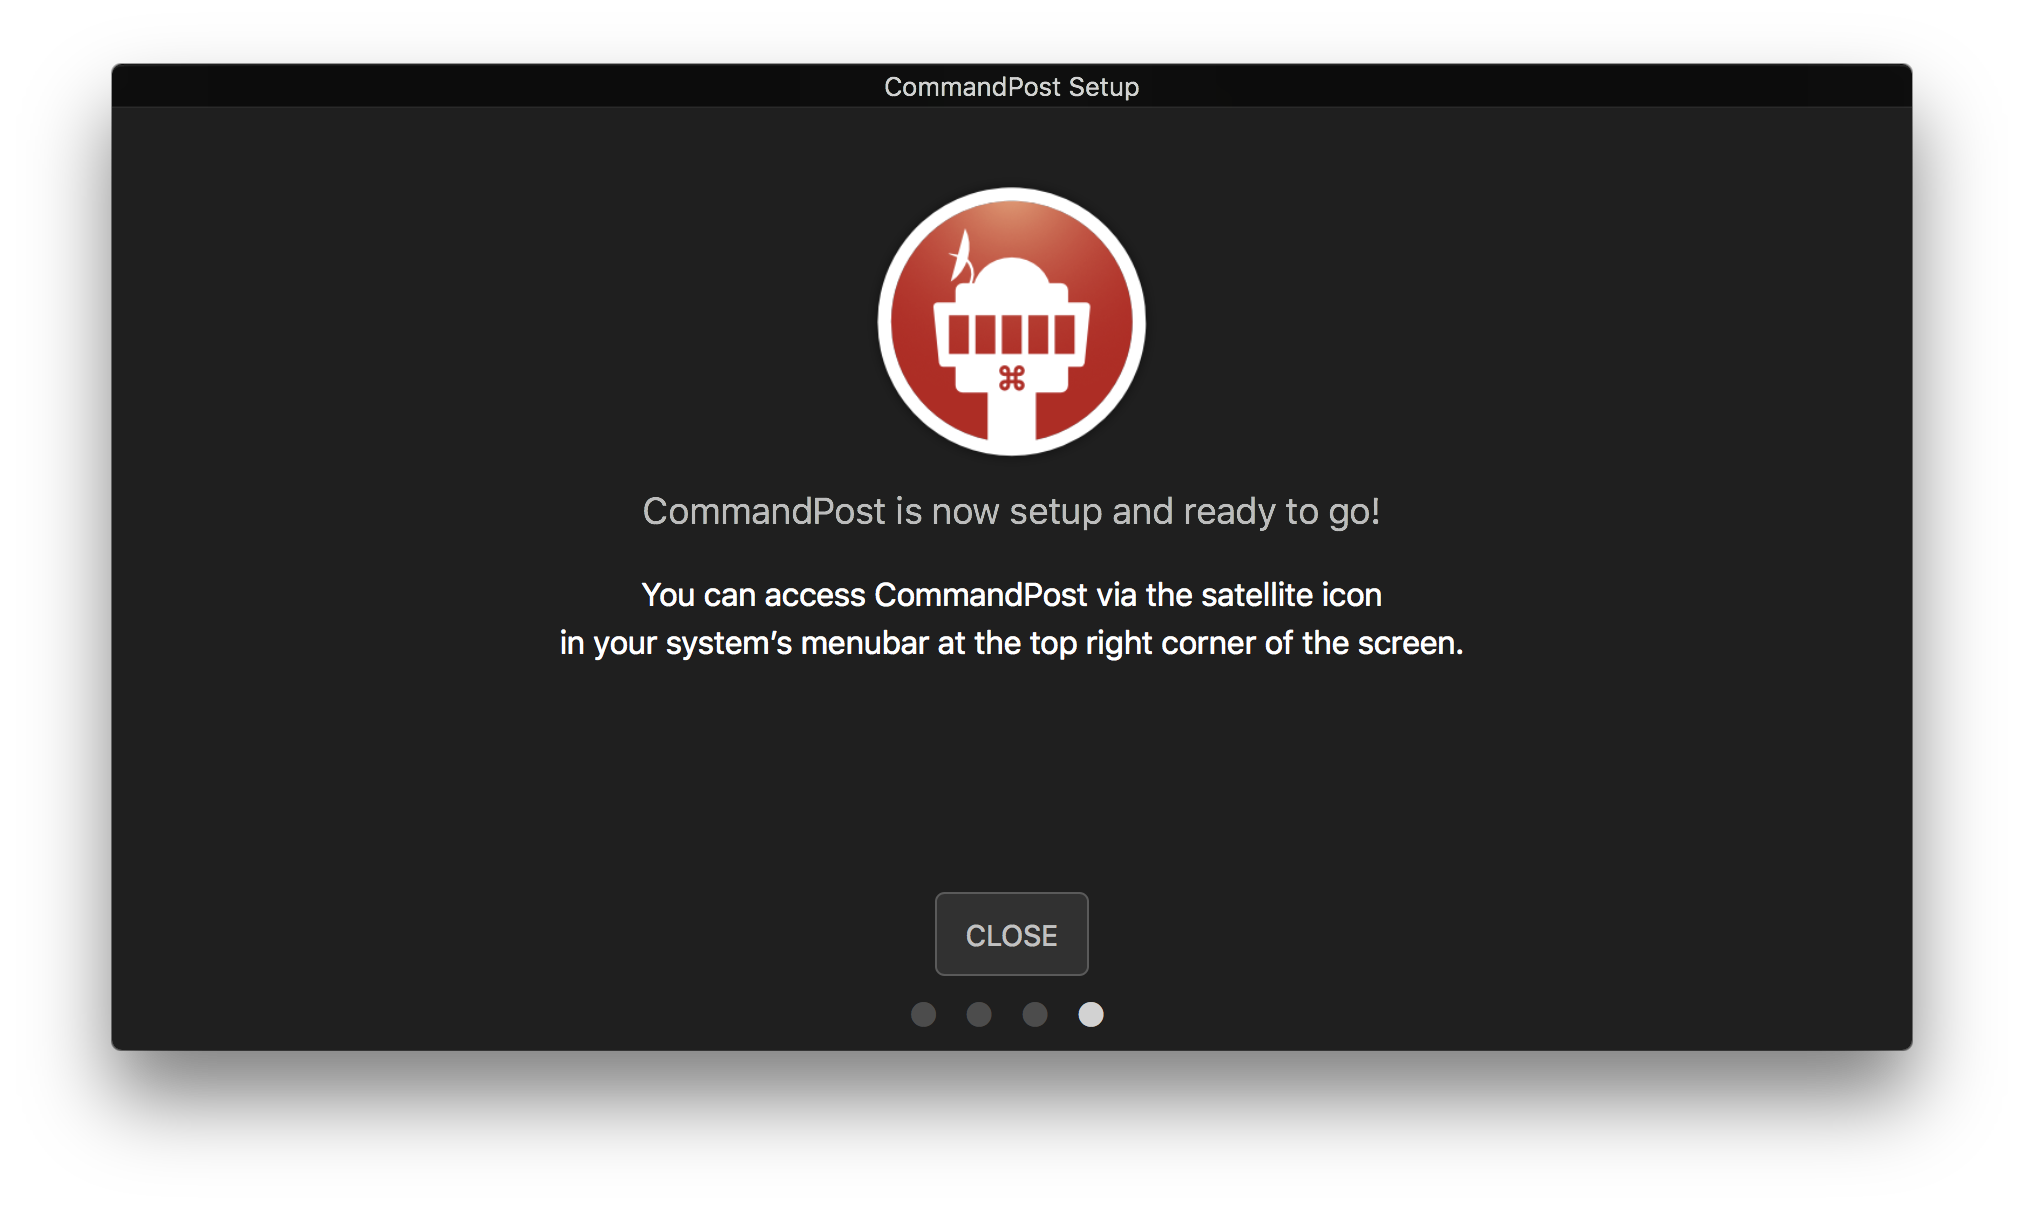 CommandPost Setup
⌘
CommandPost is now setup and ready to go!
You can access CommandPost via the satellite icon
in your system’s menubar at the top right corner of the screen.
CLOSE